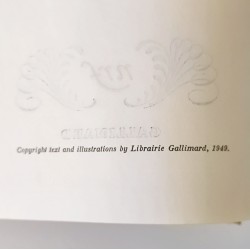 Copyright text and illustrations by Librairie Gallimard, 1949.